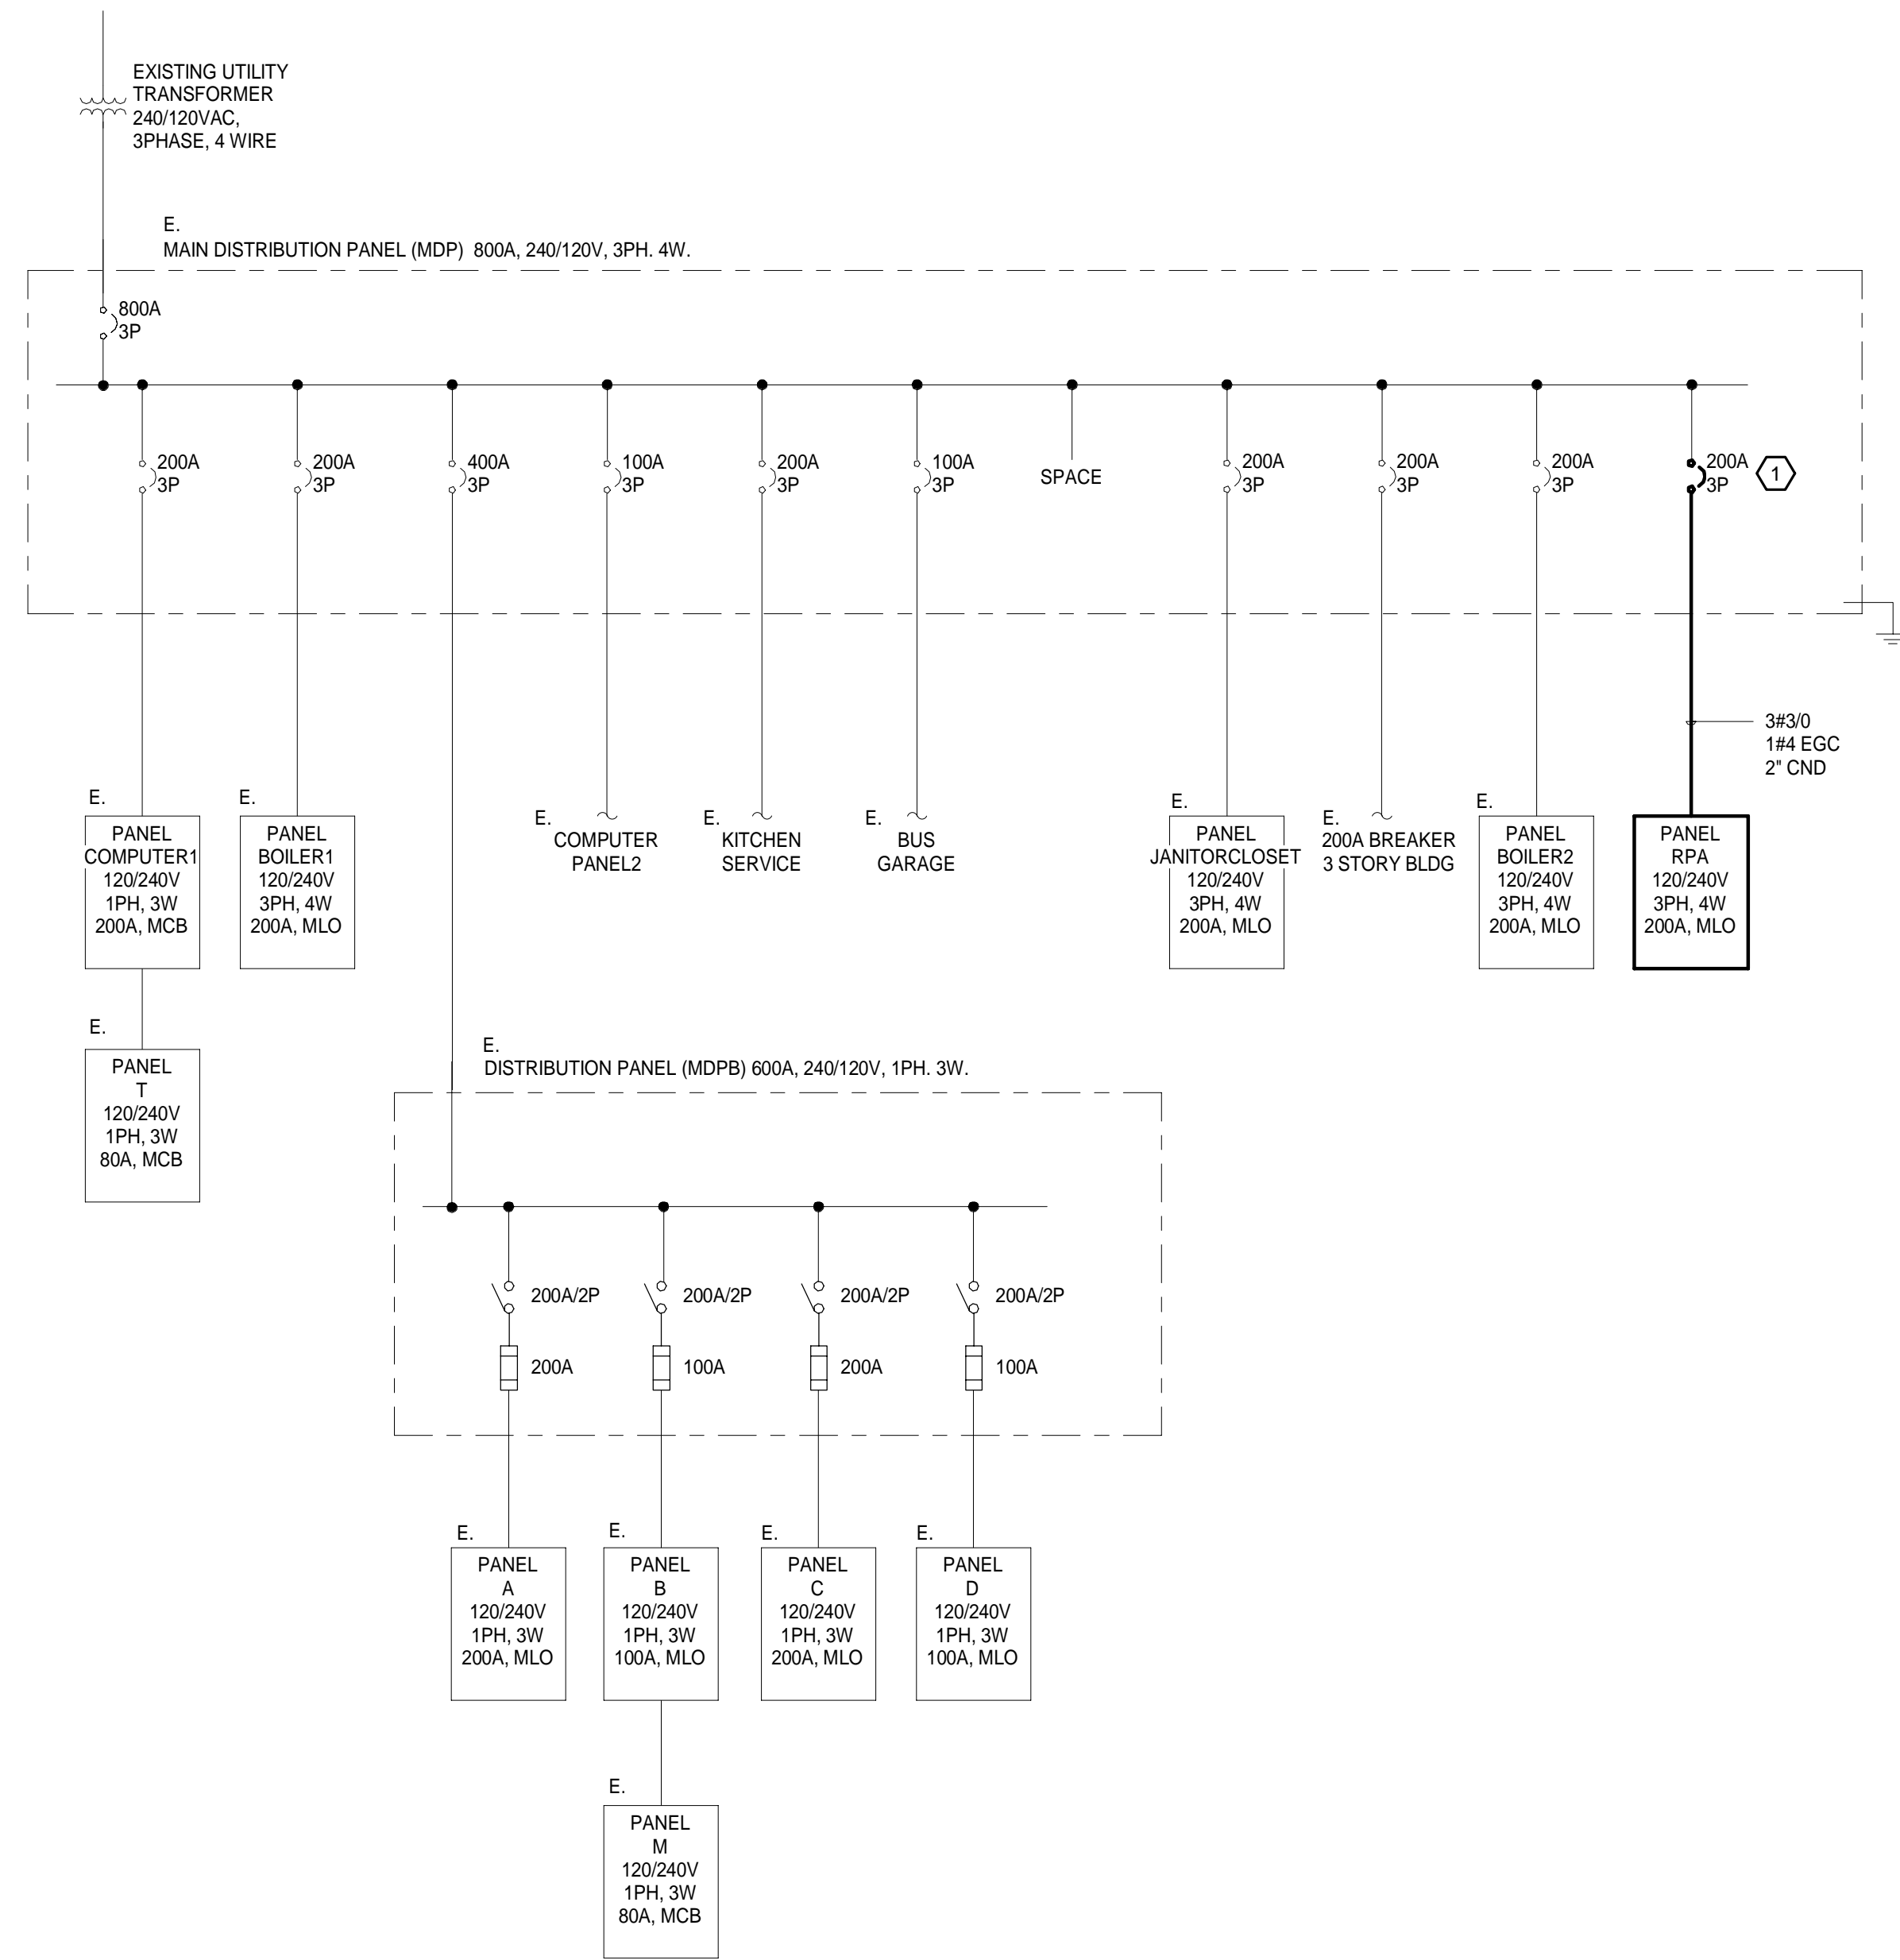 EXISTING UTILITY
TRANSFORMER
240/120VAC,
3PHASE, 4 WIRE
E.
MAIN DISTRIBUTION PANEL (MDP) 800A, 240/120V, 3PH. 4W.
800A
3P
200A
3P
200A
3P
400A
3P
100A
3P
200A
3P
100A
3P
SPACE
200A
3P
200A
3P
200A
3P
200A
3P
1
3#3/0
1#4 EGC
2" CND
E.
PANEL
COMPUTER1
120/240V
1PH, 3W
200A, MCB
E.
PANEL
BOILER1
120/240V
3PH, 4W
200A, MLO
E.
COMPUTER
PANEL2
E.
KITCHEN
SERVICE
E.
BUS
GARAGE
E.
PANEL
JANITORCLOSET
120/240V
3PH, 4W
200A, MLO
E.
200A BREAKER
3 STORY BLDG
E.
PANEL
BOILER2
120/240V
3PH, 4W
200A, MLO
PANEL
RPA
120/240V
3PH, 4W
200A, MLO
E.
PANEL
T
120/240V
1PH, 3W
80A, MCB
E.
DISTRIBUTION PANEL (MDPB) 600A, 240/120V, 1PH. 3W.
200A/2P
200A/2P
200A/2P
200A/2P
200A
100A
200A
100A
E.
PANEL
A
120/240V
1PH, 3W
200A, MLO
E.
PANEL
B
120/240V
1PH, 3W
100A, MLO
E.
PANEL
C
120/240V
1PH, 3W
200A, MLO
E.
PANEL
D
120/240V
1PH, 3W
100A, MLO
E.
PANEL
M
120/240V
1PH, 3W
80A, MCB